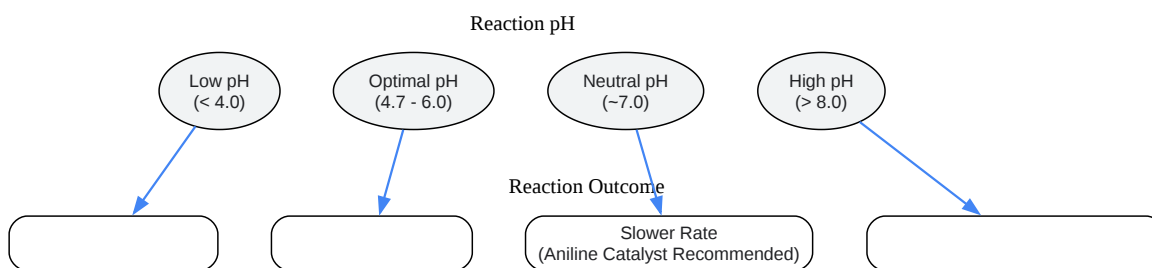 Reaction pH
Low pH
(< 4.0)
Optimal pH
(4.7 - 6.0)
Neutral pH
(~7.0)
High pH
(> 8.0)
Reaction Outcome
Slower Rate
(Aniline Catalyst Recommended)